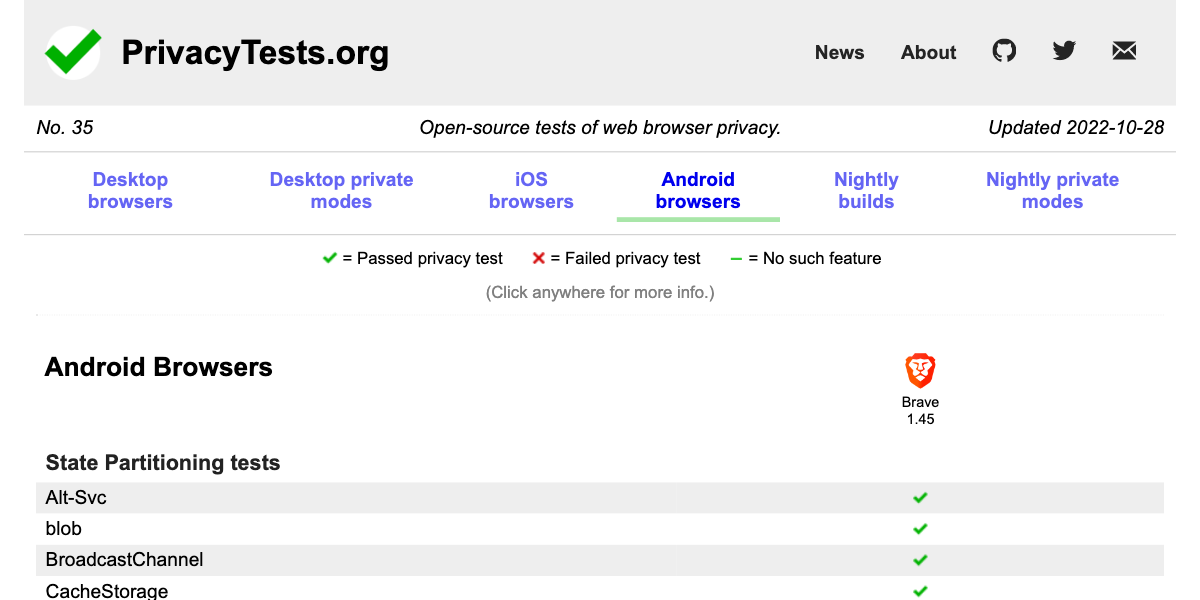 PrivacyTests.org
News About
No. 35 Open-source tests of web browser privacy. Updated 2022-10-28
Desktop browsers Desktop private modes iOS browsers Android browsers Nightly builds Nightly private modes
= Passed privacy test = Failed privacy test = No such feature
(Click anywhere for more info.)
Android Browsers
Brave
1.45
State Partitioning tests
Alt-Svc
blob
BroadcastChannel
CacheStorage